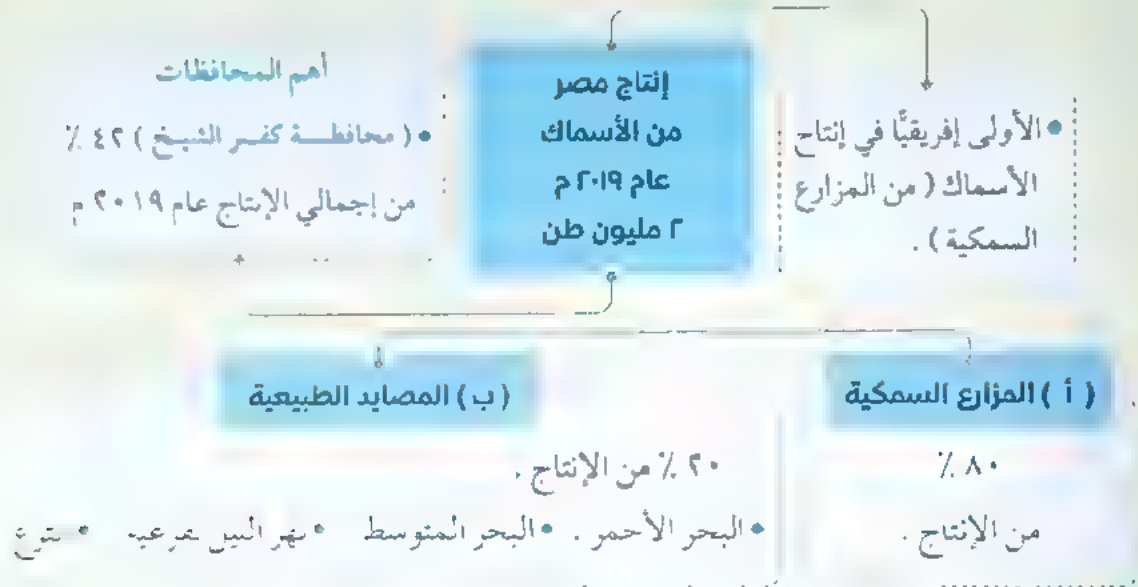 إنتاج مصر
من الأسماك
عام ٢٠١٩ م
٢ مليون طن
• الأولى إفريقيًّا في إنتاج
الأسماك ( من المزارع
السمكية ) .
أهم المحافظات
• ( محافظة كفر الشيخ ) ٤٢ ٪
من إجمالي الإنتاج عام ٢٠١٩ م
( أ ) المزارع السمكية
٨٠ ٪
من الإنتاج .
( ب ) المصايد الطبيعية
٢٠ ٪ من الإنتاج .
• البحر الأحمر . • البحر المتوسط • نهر النيل